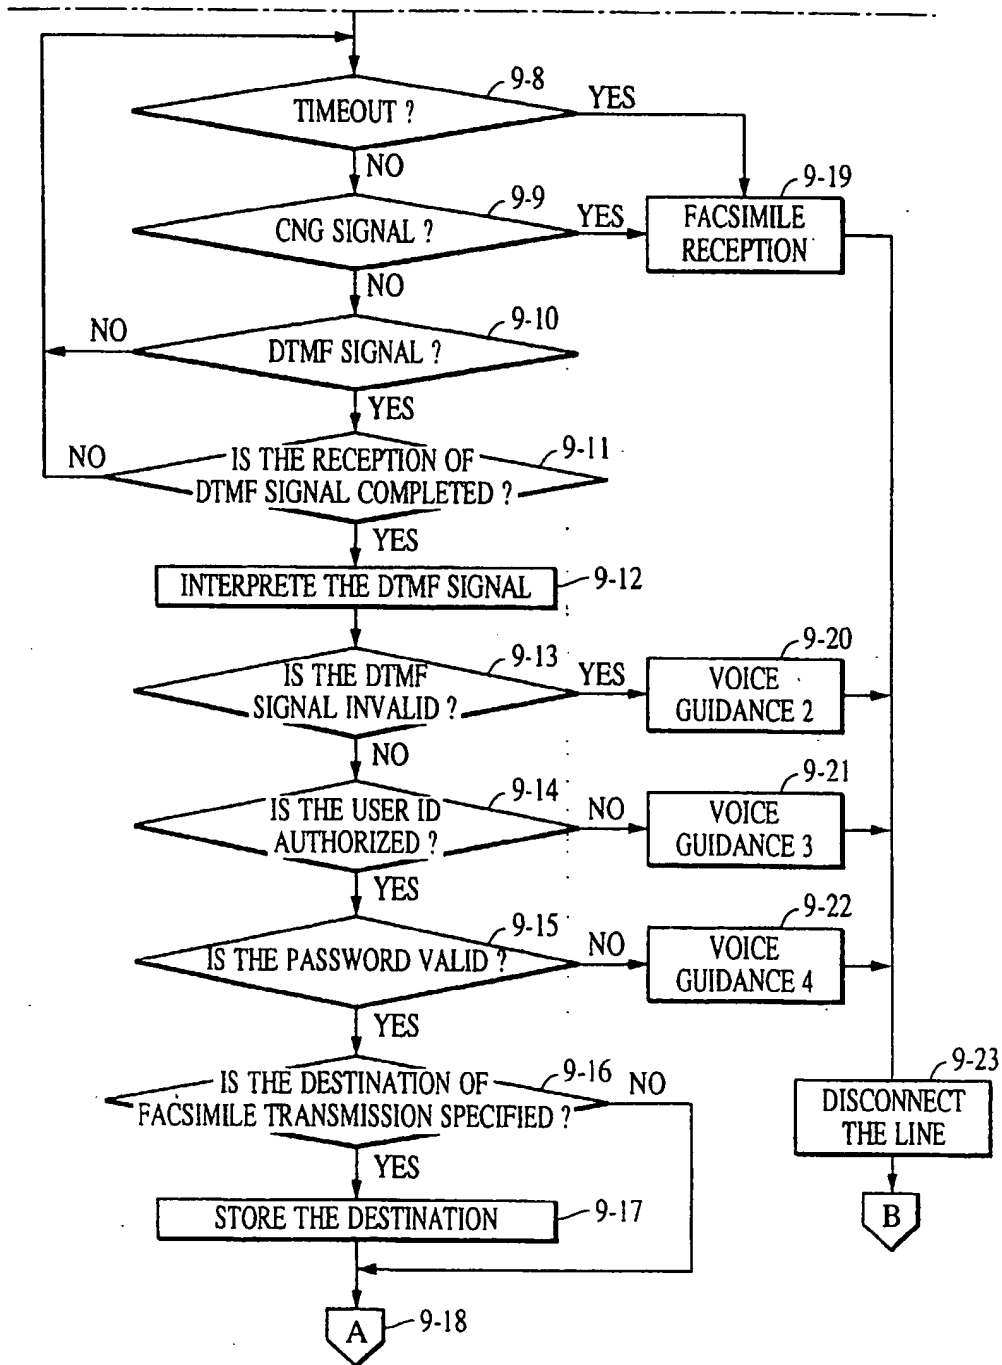 9-8
TIMEOUT ?
YES
NO
9-9
CNG SIGNAL ?
YES
9-19
FACSIMILE
RECEPTION
NO
9-10
DTMF SIGNAL ?
NO
YES
9-11
IS THE RECEPTION OF
DTMF SIGNAL COMPLETED ?
NO
YES
INTERPRETE THE DTMF SIGNAL
9-12
9-13
IS THE DTMF
SIGNAL INVALID ?
YES
9-20
VOICE
GUIDANCE 2
NO
9-14
IS THE USER ID
AUTHORIZED ?
NO
9-21
VOICE
GUIDANCE 3
YES
9-15
IS THE PASSWORD VALID ?
NO
9-22
VOICE
GUIDANCE 4
YES
9-16
IS THE DESTINATION OF
FACSIMILE TRANSMISSION SPECIFIED ?
NO
9-23
DISCONNECT
THE LINE
YES
STORE THE DESTINATION
9-17
B
A
9-18